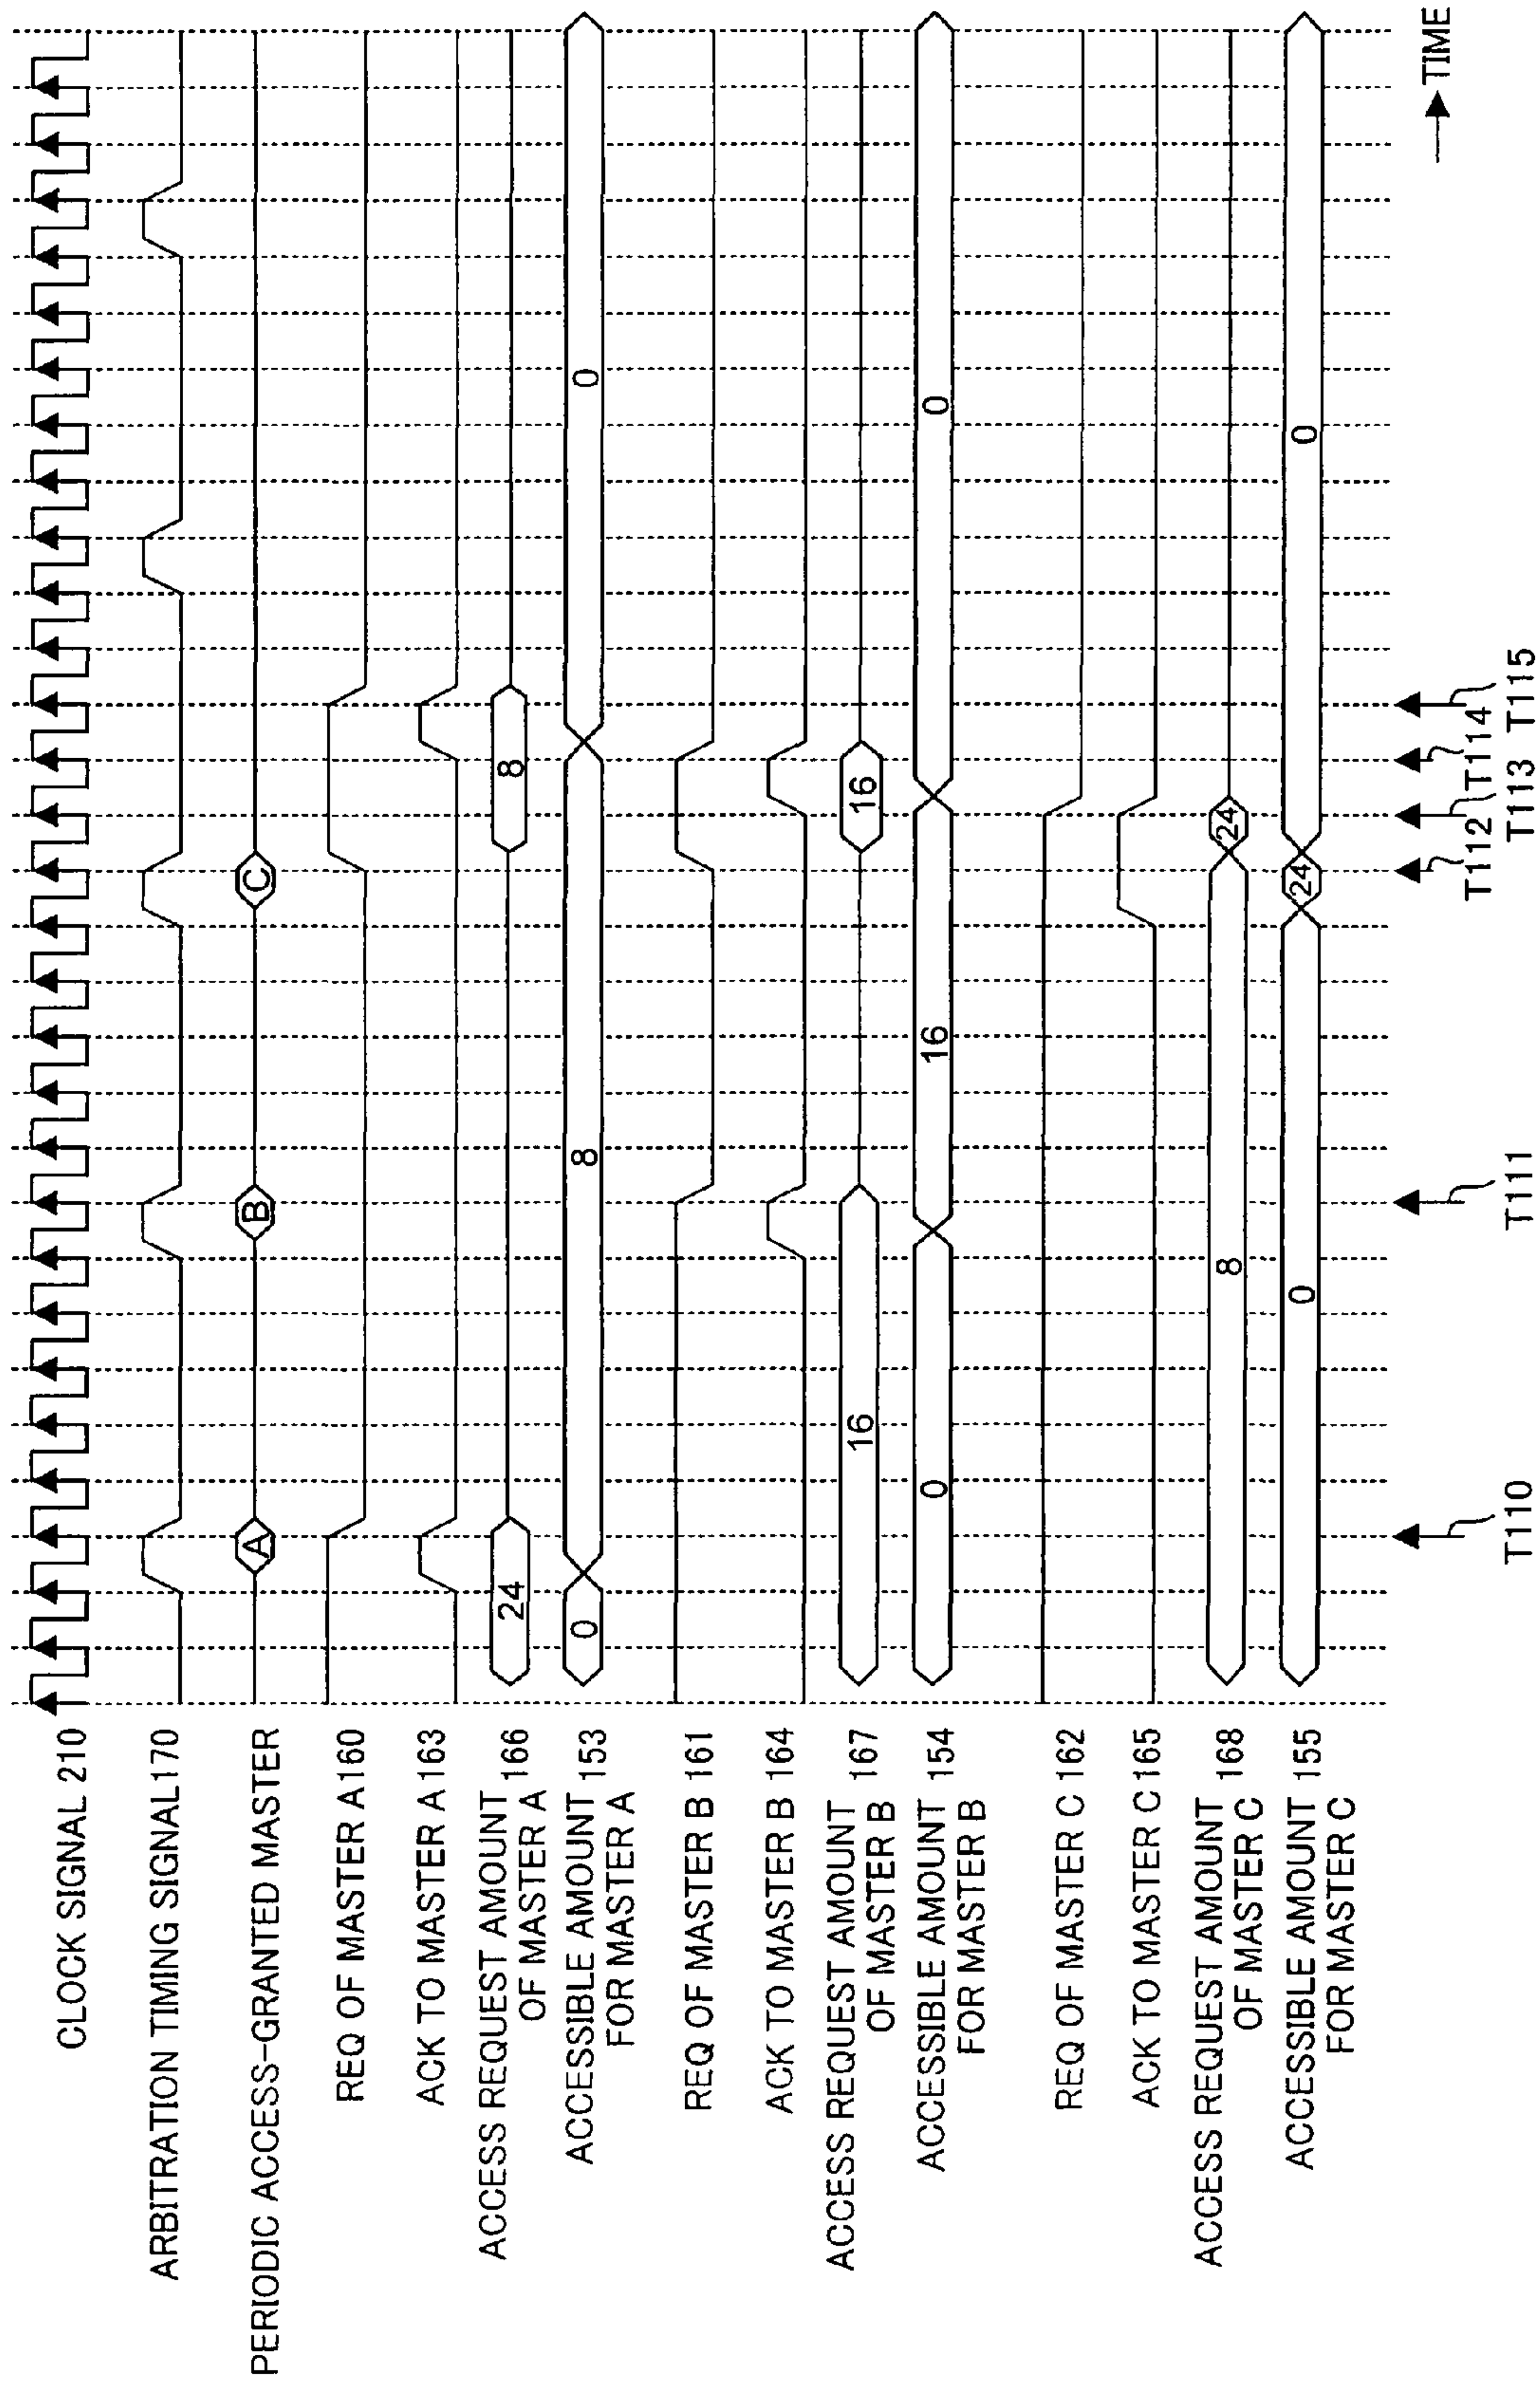 CLOCK SIGNAL 210
ARBITRATION TIMING SIGNAL170
PERIODIC ACCESS-GRANTED MASTER
A
B
C
REQ OF MASTER A160
ACK TO MASTER A 163
ACCESS REQUEST AMOUNT 166
OF MASTER A
24
8
ACCESSIBLE AMOUNT 153
FOR MASTER A
0
8
0
REQ OF MASTER B 161
ACK TO MASTER B 164
ACCESS REQUEST AMOUNT 167
OF MASTER B
16
16
ACCESSIBLE AMOUNT 154
FOR MASTER B
0
16
0
REQ OF MASTER C 162
ACK TO MASTER C 165
ACCESS REQUEST AMOUNT 168
OF MASTER C
8
24
ACCESSIBLE AMOUNT 155
FOR MASTER C
0
24
0
TIME
T110
T111
T112
T113
T114
T115